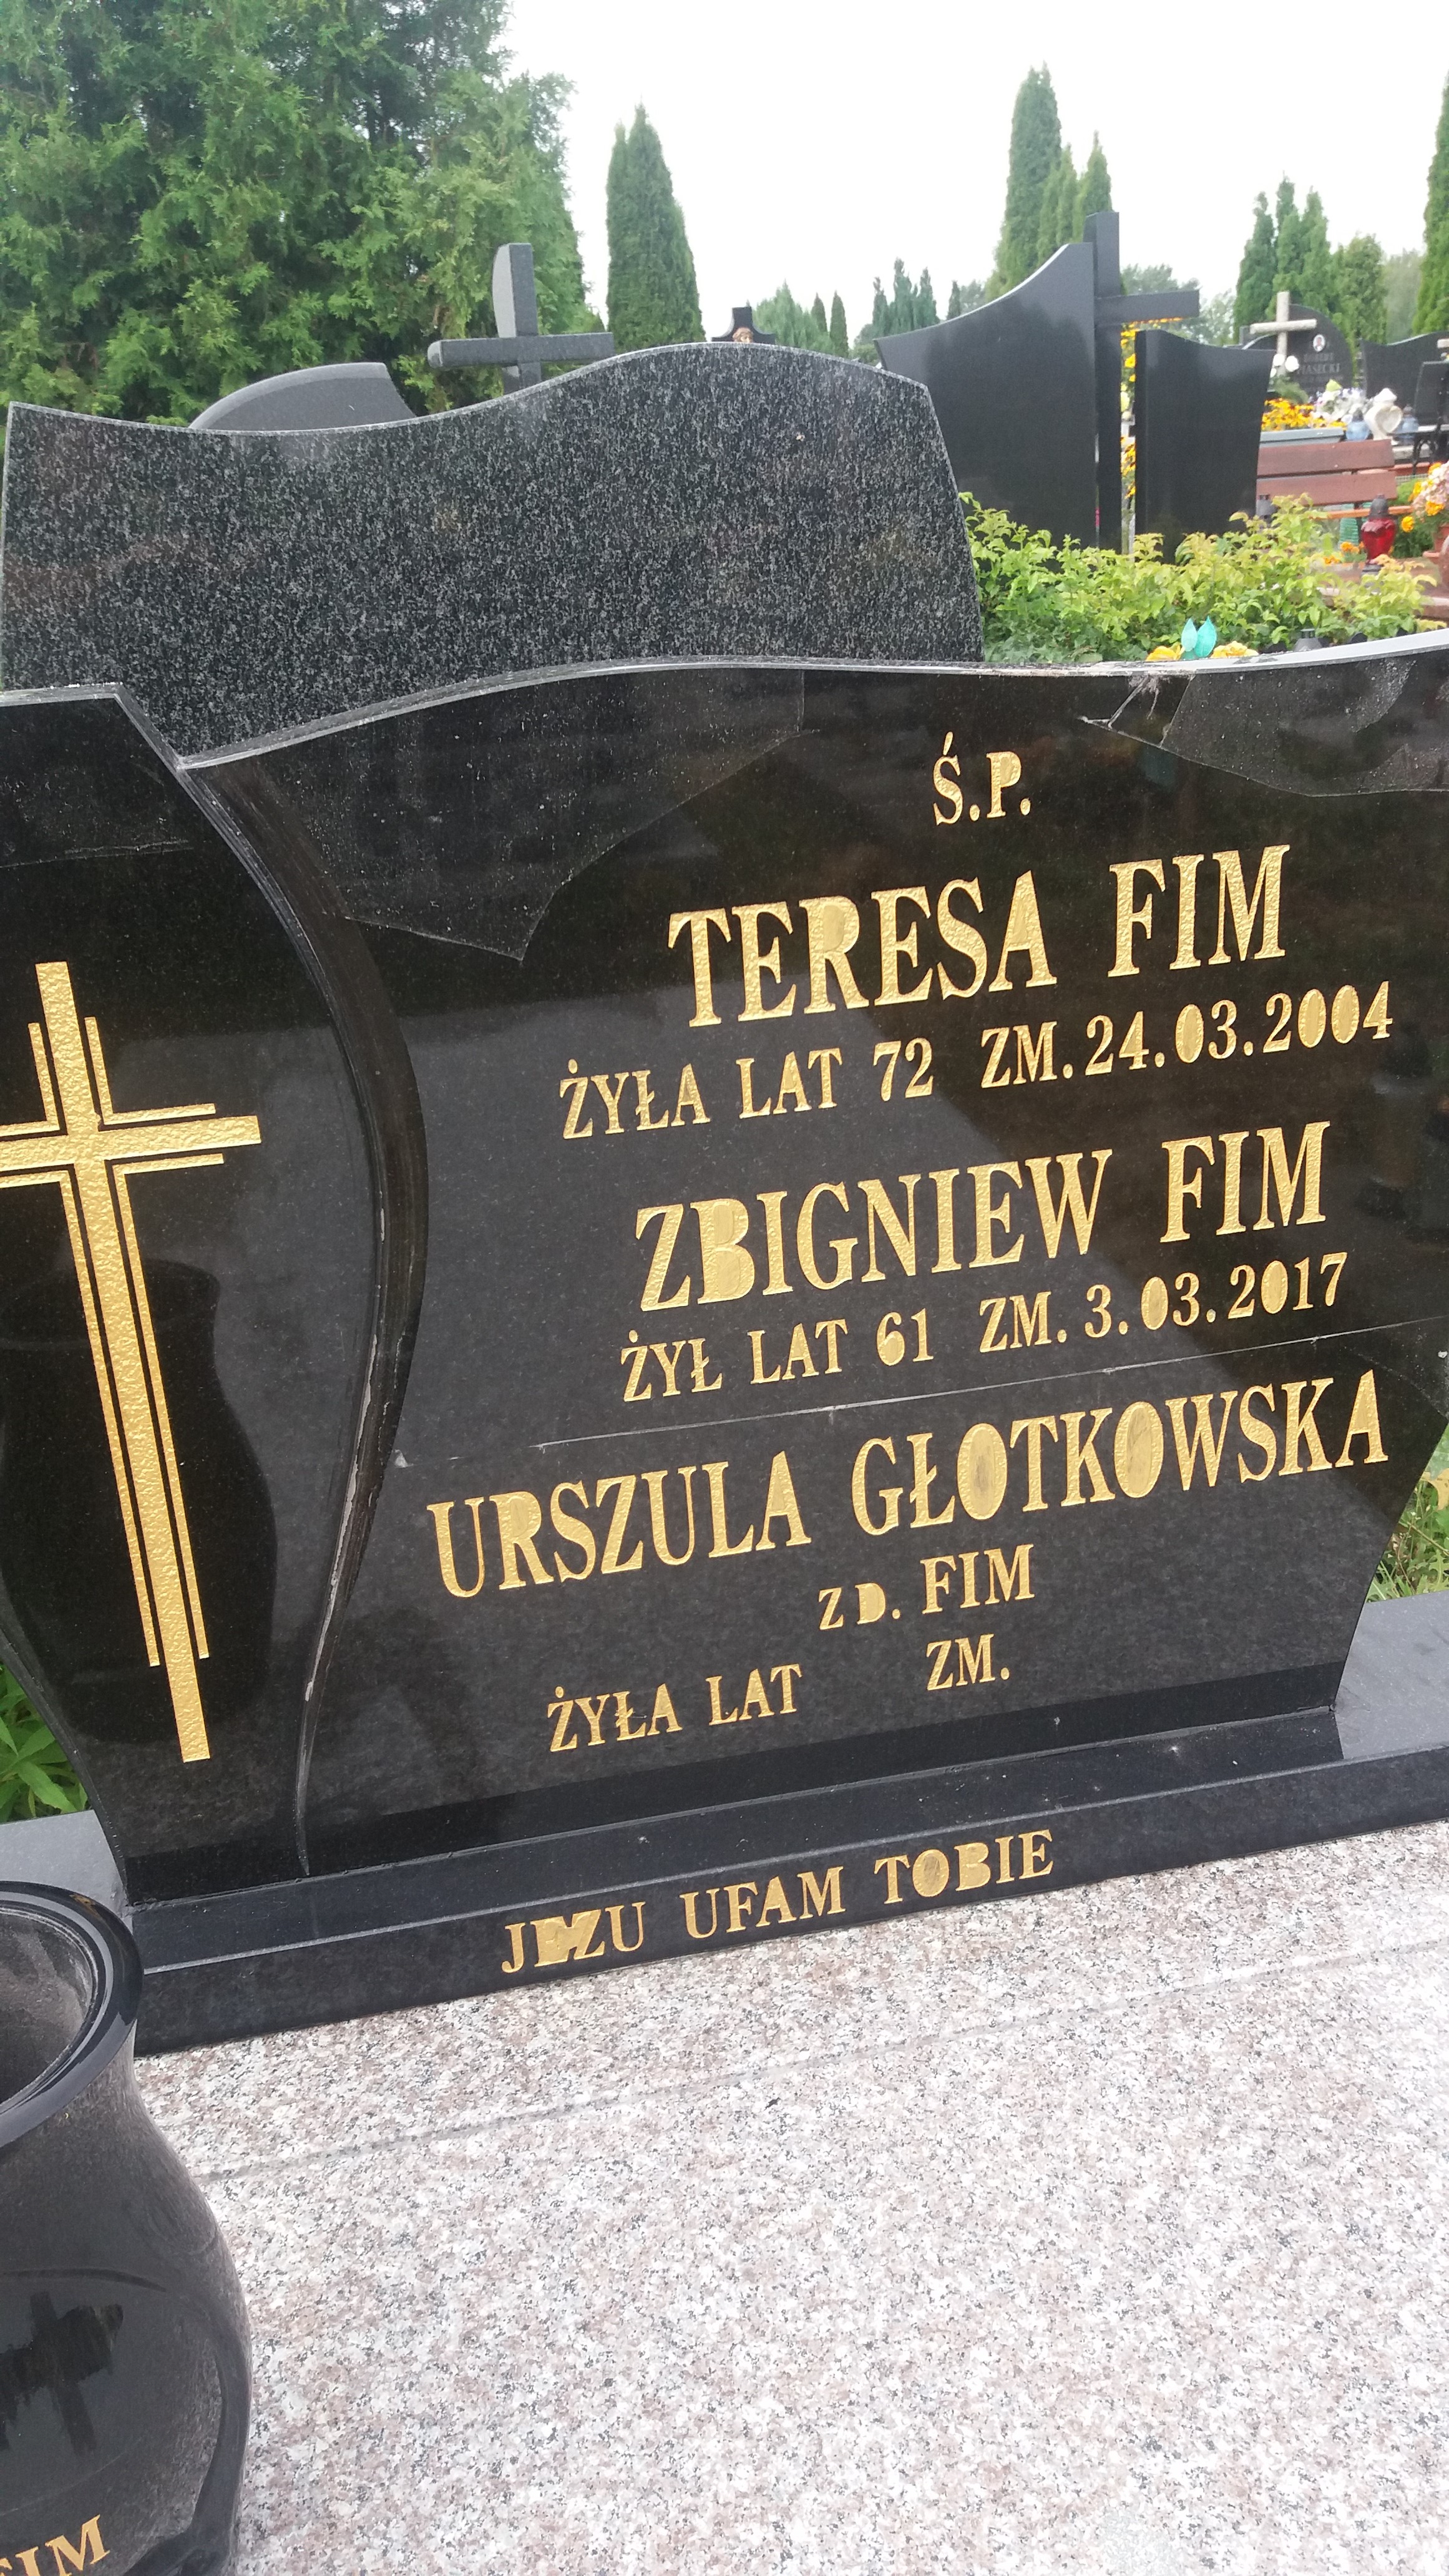 Ś.P.
TERESA FIM
ŻYŁA LAT 72 ZM. 24.03.2004
ZBIGNIEW FIM
ŻYŁ LAT 61 ZM. 3.03.2017
URSZULA GŁOTKOWSKA
Z D. FIM
ŻYŁA LAT ZM.
JEZU UFAM TOBIE
FIM